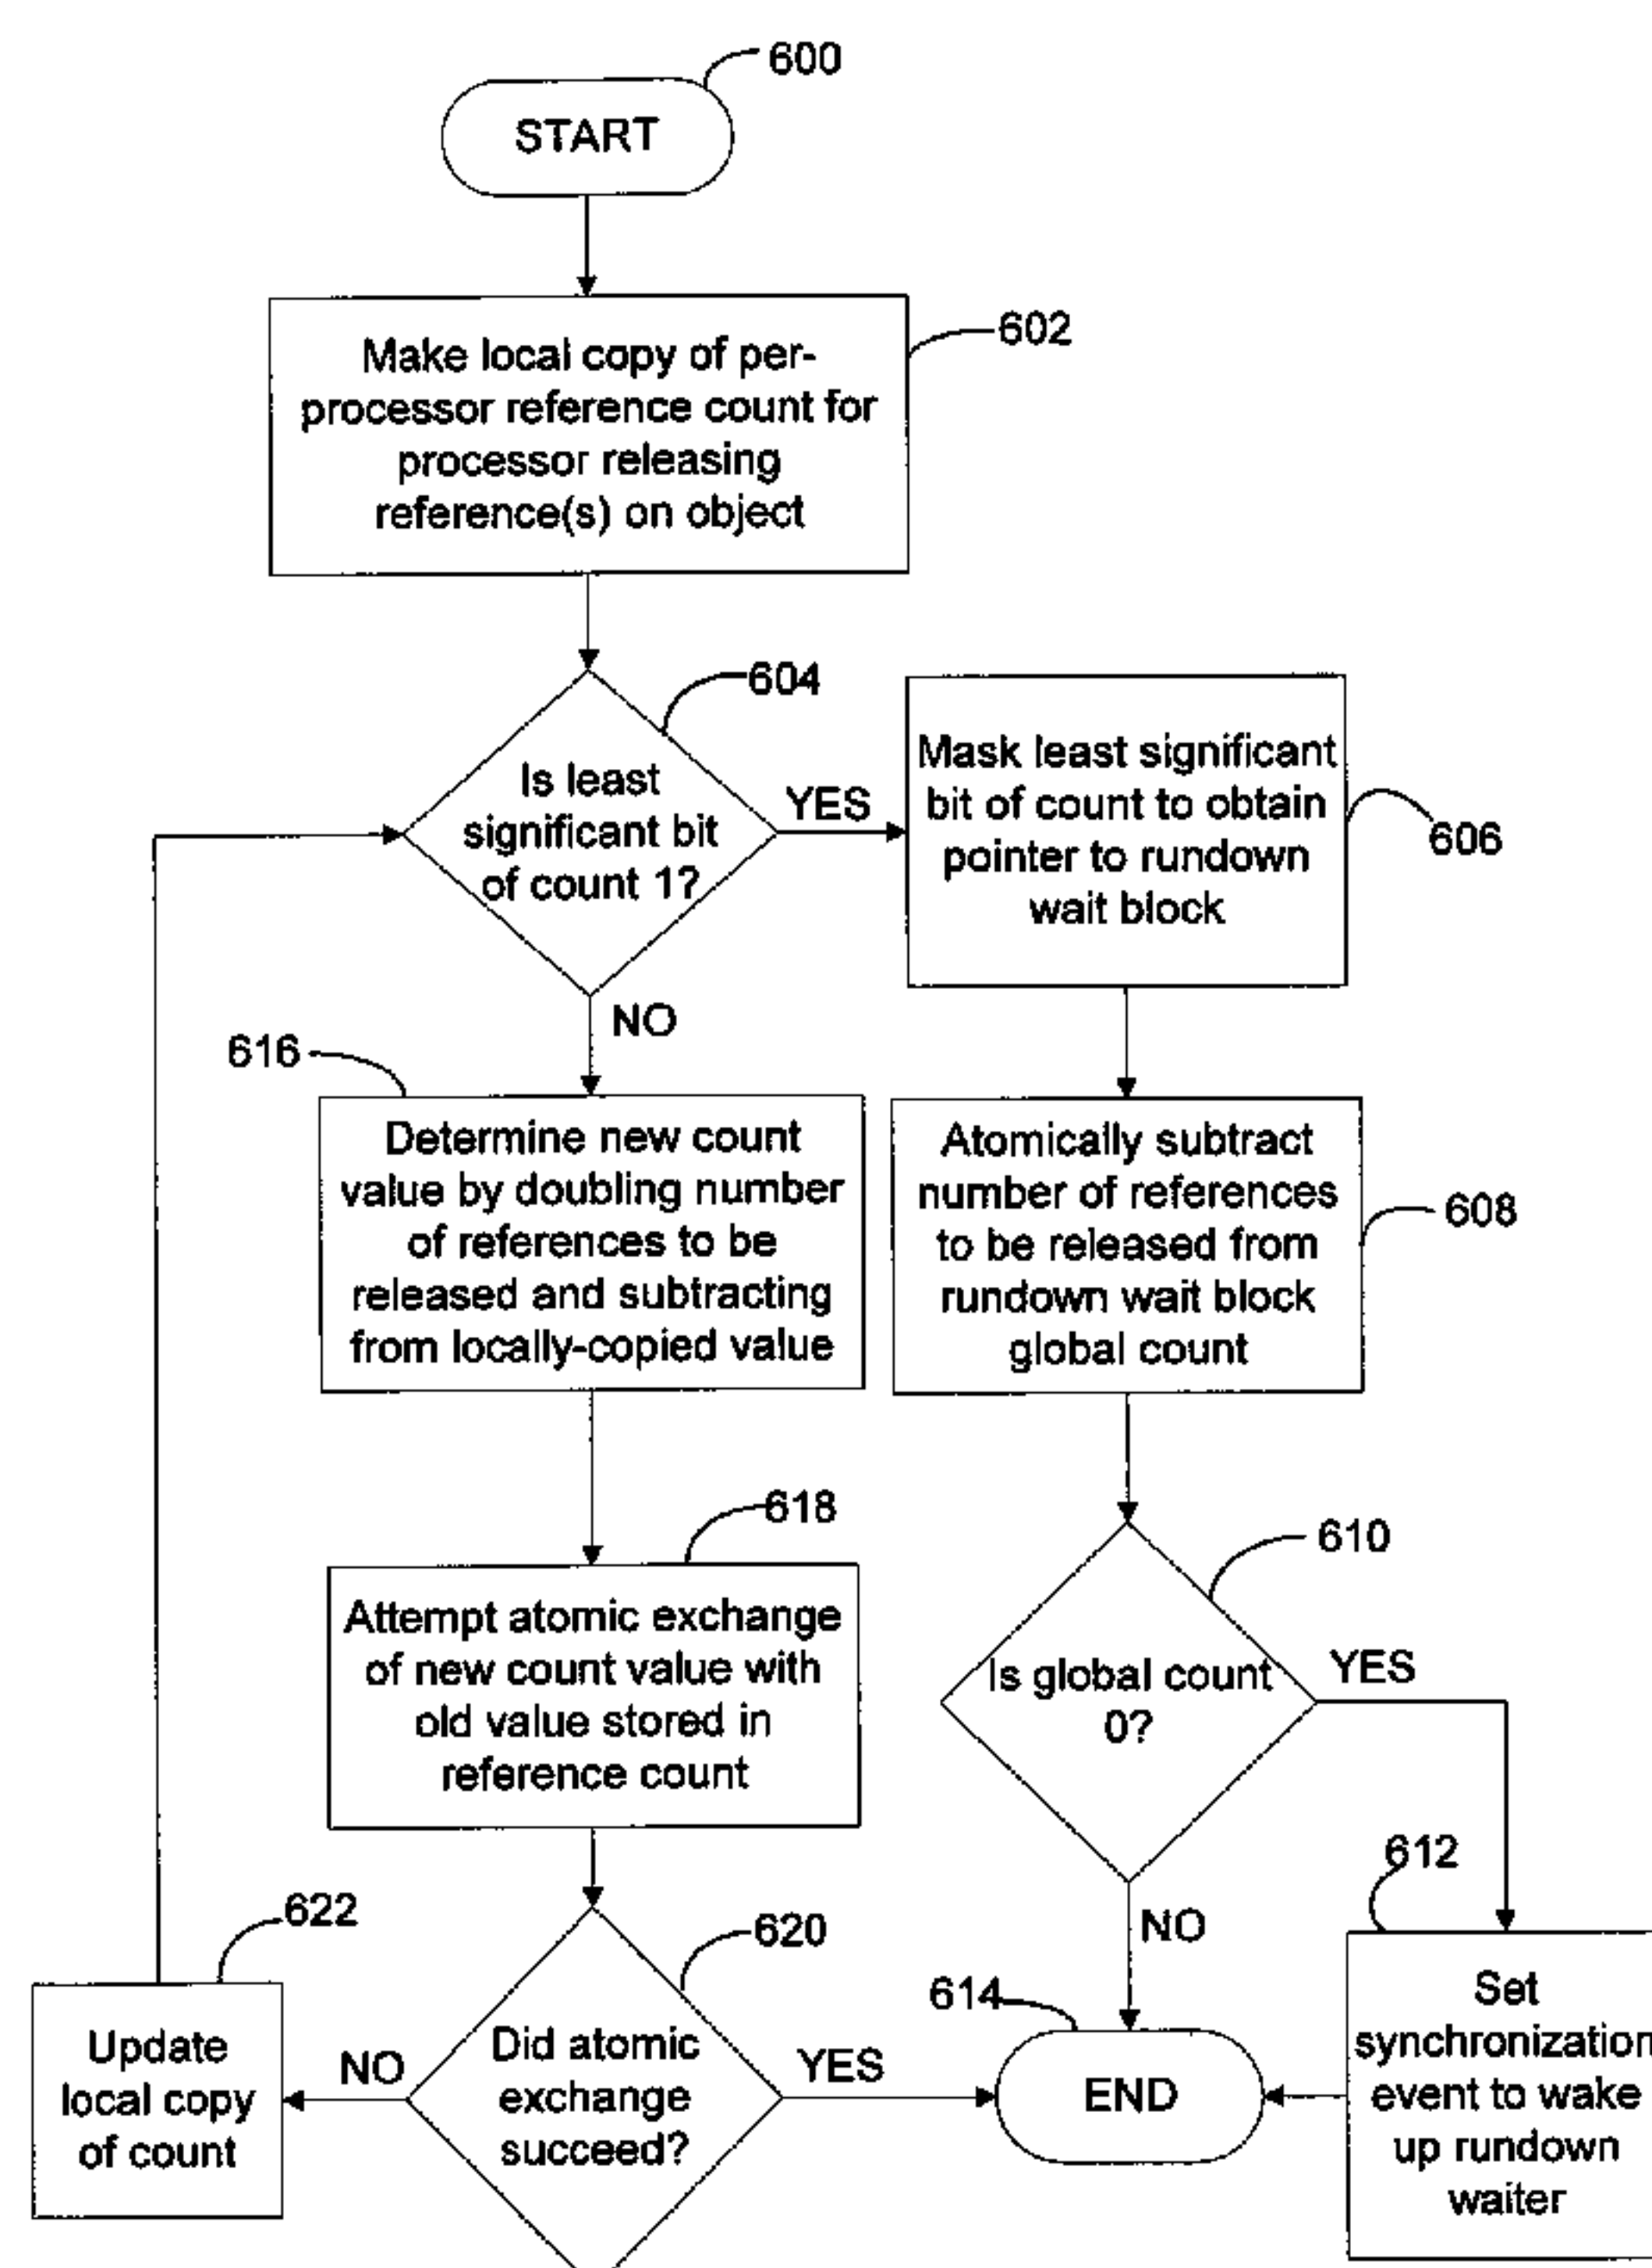 600
START
602
Make local copy of per-
processor reference count for
processor releasing
reference(s) on object
604
Is least
significant bit
of count 1?
YES
Mask least significant
bit of count to obtain
pointer to rundown
wait block
606
NO
616
Determine new count
value by doubling number
of references to be
released and subtracting
from locally-copied value
Atomically subtract
number of references
to be released from
rundown wait block
global count
608
618
Attempt atomic exchange
of new count value with
old value stored in
reference count
610
Is global count
0?
YES
612
NO
622
620
614
Update
local copy
of count
NO
Did atomic
exchange
succeed?
YES
END
Set
synchronization
event to wake
up rundown
waiter